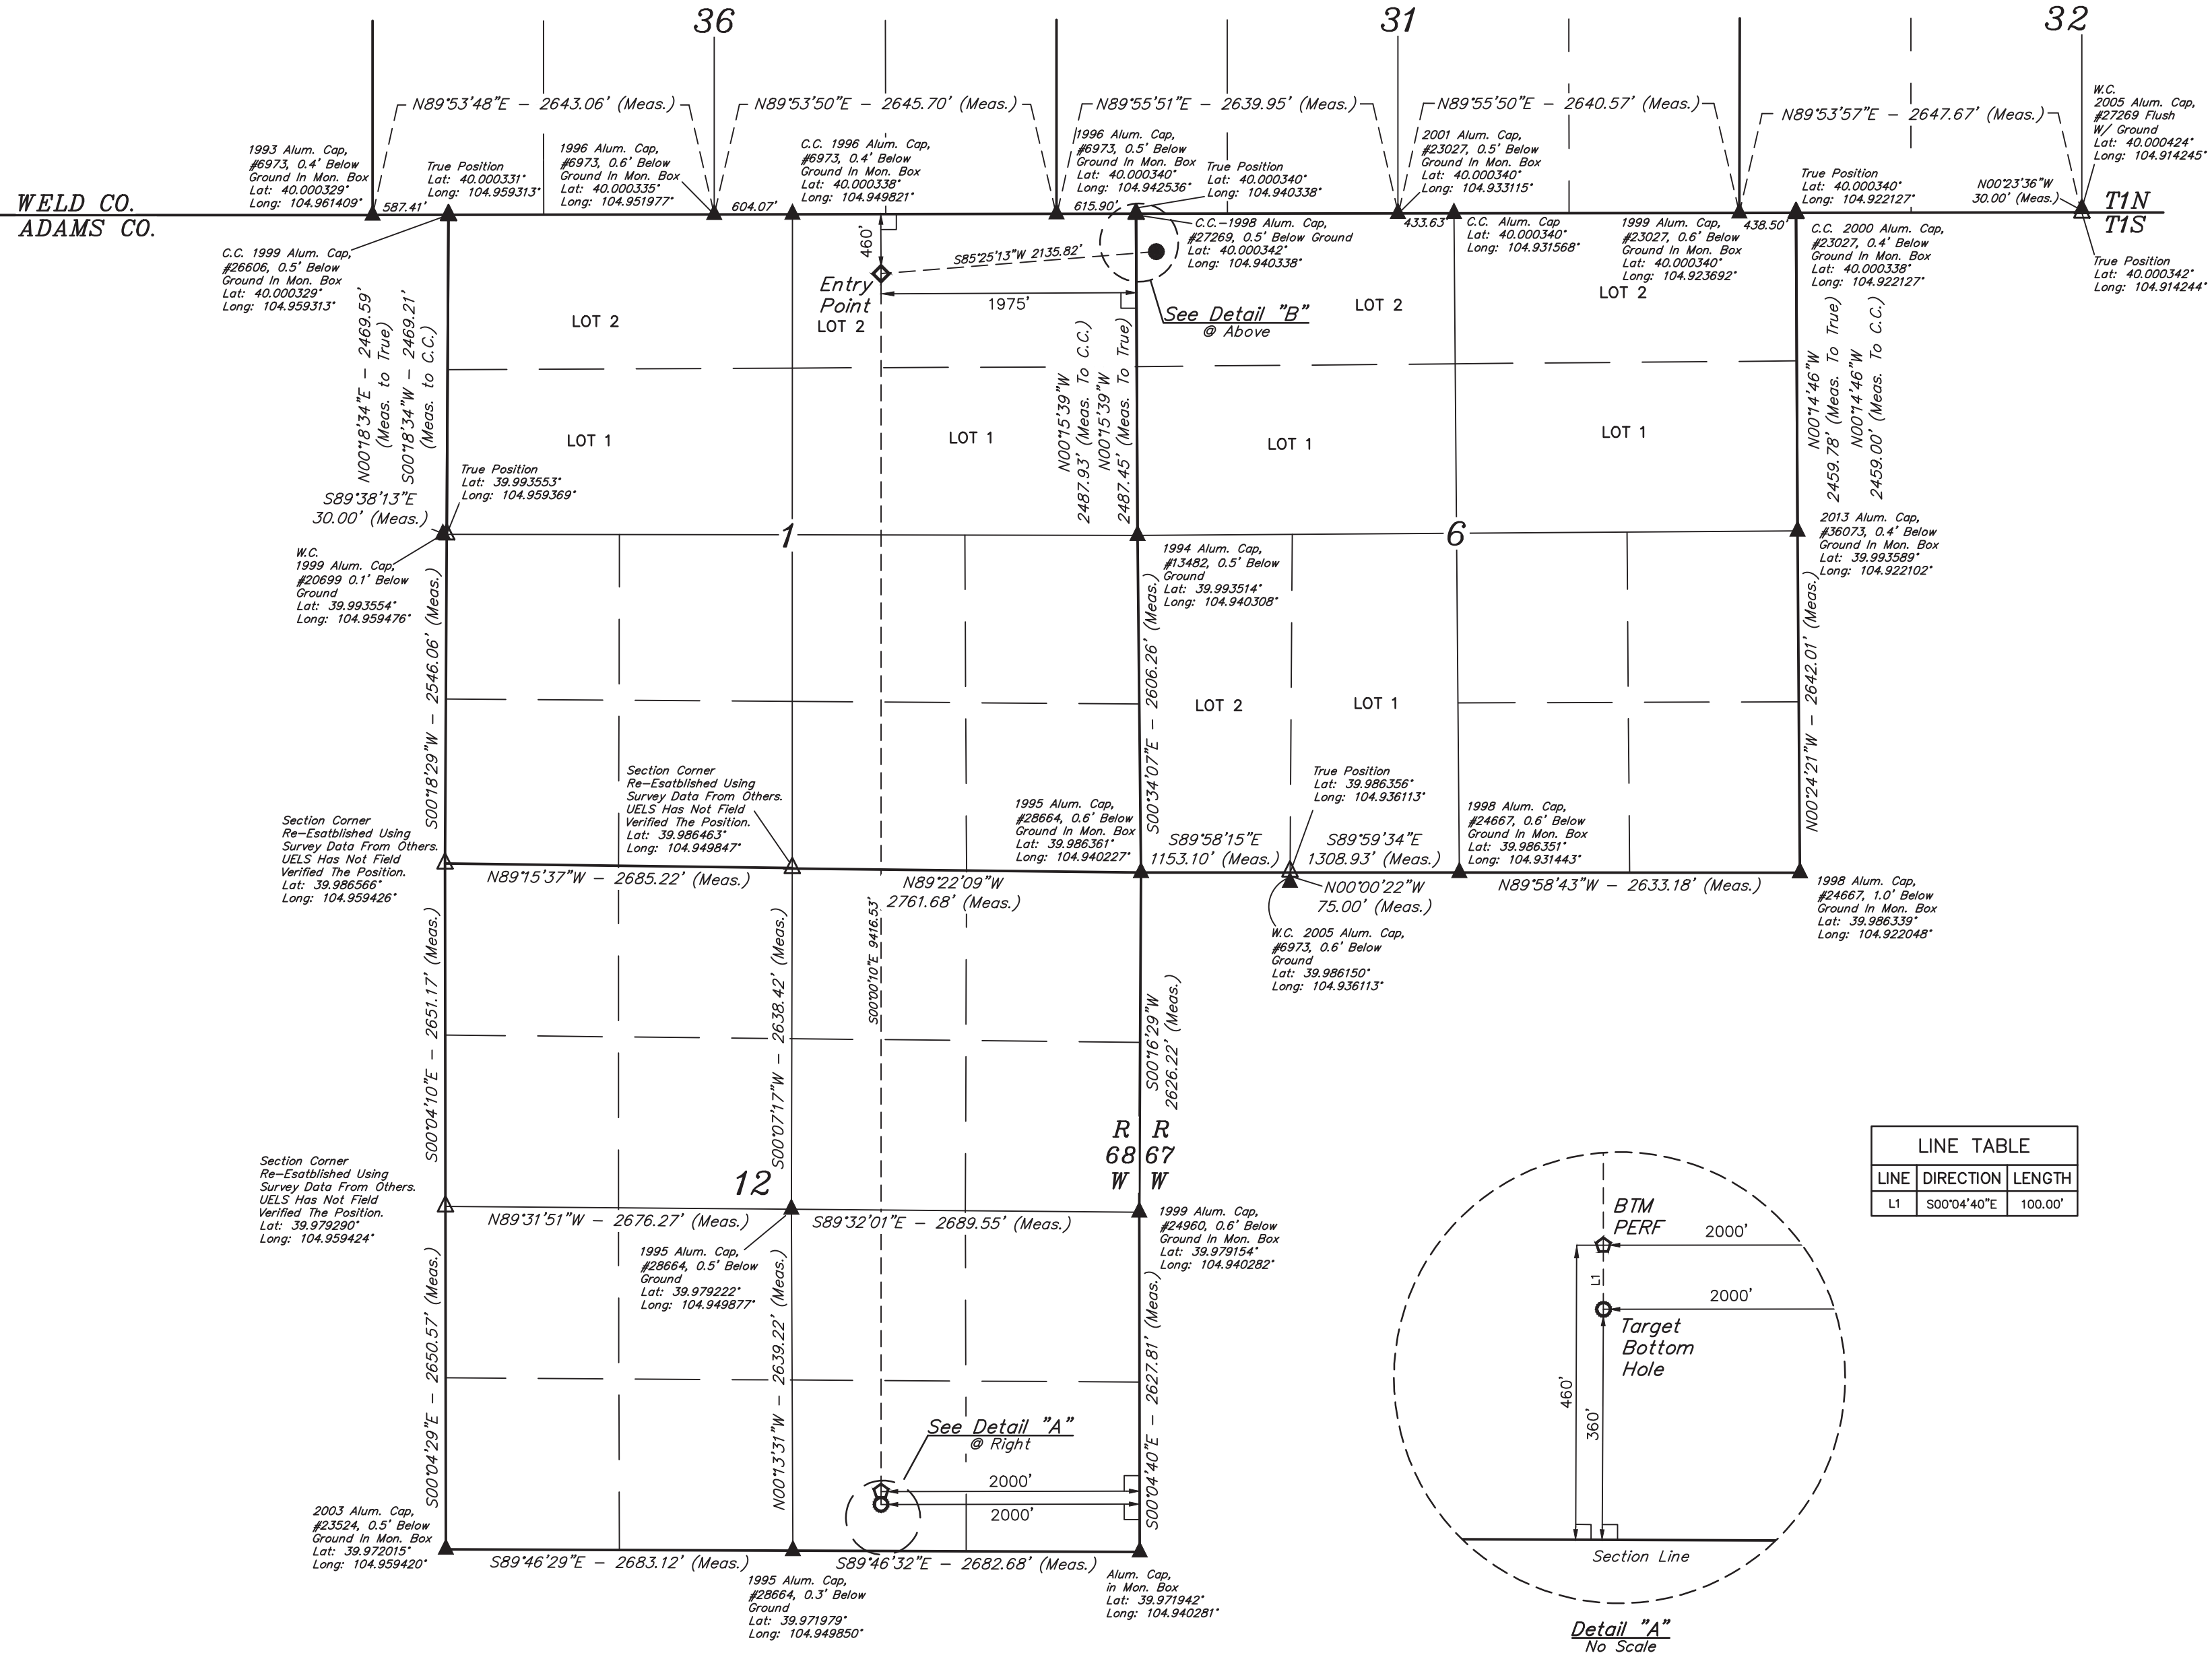 36
31
32
N89°53'48"E - 2643.06' (Meas.)
N89°53'50"E - 2645.70' (Meas.)
N89°55'51"E - 2639.95' (Meas.)
N89°55'50"E - 2640.57' (Meas.)
N89°53'57"E - 2647.67' (Meas.)
W.C.
2005 Alum. Cap,
#27269 Flush
W/ Ground
Lat: 40.000424°
Long: 104.914245°
1993 Alum. Cap,
#6973, 0.4' Below
Ground In Mon. Box
Lat: 40.000329°
Long: 104.961409°
True Position
Lat: 40.000331°
Long: 104.959313°
1996 Alum. Cap,
#6973, 0.6' Below
Ground In Mon. Box
Lat: 40.000335°
Long: 104.951977°
C.C. 1996 Alum. Cap,
#6973, 0.4' Below
Ground In Mon. Box
Lat: 40.000338°
Long: 104.949821°
1996 Alum. Cap,
#6973, 0.5' Below
Ground In Mon. Box
Lat: 40.000340°
Long: 104.942536°
True Position
Lat: 40.000340°
Long: 104.940338°
2001 Alum. Cap,
#23027, 0.5' Below
Ground In Mon. Box
Lat: 40.000340°
Long: 104.933115°
True Position
Lat: 40.000340°
Long: 104.922127°
N00°23'36"W
30.00' (Meas.)
WELD CO.
ADAMS CO.
587.41'
604.07'
615.90'
433.63'
438.50'
T1N
T1S
C.C. 1999 Alum. Cap,
#26606, 0.5' Below
Ground In Mon. Box
Lat: 40.000329°
Long: 104.959313°
460'
S85°25'13"W 2135.82'
Entry
Point
1975'
C.C.-1998 Alum. Cap,
#27269, 0.5' Below Ground
Lat: 40.000342°
Long: 104.940338°
C.C. Alum. Cap
Lat: 40.000340°
Long: 104.931568°
1999 Alum. Cap,
#23027, 0.6' Below
Ground In Mon. Box
Lat: 40.000340°
Long: 104.923692°
C.C. 2000 Alum. Cap,
#23027, 0.4' Below
Ground In Mon. Box
Lat: 40.000338°
Long: 104.922127°
True Position
Lat: 40.000342°
Long: 104.914244°
See Detail "B"
@ Above
LOT 2
LOT 2
LOT 2
LOT 2
N00°18'34"E - 2469.59'
(Meas. to True)
S00°18'34"W - 2469.21'
(Meas. to C.C.)
N00°15'39"W
2487.93' (Meas. To C.C.)
N00°15'39"W
2487.45' (Meas. To True)
N00°14'46"W
2459.78' (Meas. To True)
N00°14'46"W
2459.00' (Meas. To C.C.)
LOT 1
LOT 1
LOT 1
LOT 1
True Position
Lat: 39.993553°
Long: 104.959369°
S89°38'13"E
30.00' (Meas.)
1
6
W.C.
1999 Alum. Cap,
#20699 0.1' Below
Ground
Lat: 39.993554°
Long: 104.959476°
1994 Alum. Cap,
#13482, 0.5' Below
Ground
Lat: 39.993514°
Long: 104.940308°
2013 Alum. Cap,
#36073, 0.4' Below
Ground In Mon. Box
Lat: 39.993589°
Long: 104.922102°
S00°18'29"W - 2546.06' (Meas.)
S00°34'07"E - 2606.26' (Meas.)
N00°24'21"W - 2642.01' (Meas.)
LOT 2
LOT 1
Section Corner
Re-Esatblished Using
Survey Data From Others.
UELS Has Not Field
Verified The Position.
Lat: 39.986566°
Long: 104.959426°
Section Corner
Re-Esatblished Using
Survey Data From Others.
UELS Has Not Field
Verified The Position.
Lat: 39.986463°
Long: 104.949847°
1995 Alum. Cap,
#28664, 0.6' Below
Ground In Mon. Box
Lat: 39.986361°
Long: 104.940227°
True Position
Lat: 39.986356°
Long: 104.936113°
1998 Alum. Cap,
#24667, 0.6' Below
Ground In Mon. Box
Lat: 39.986351°
Long: 104.931443°
S89°58'15"E
1153.10' (Meas.)
S89°59'34"E
1308.93' (Meas.)
N89°15'37"W - 2685.22' (Meas.)
N89°22'09"W
2761.68' (Meas.)
N00°00'22"W
75.00' (Meas.)
N89°58'43"W - 2633.18' (Meas.)
1998 Alum. Cap,
#24667, 1.0' Below
Ground In Mon. Box
Lat: 39.986339°
Long: 104.922048°
W.C. 2005 Alum. Cap,
#6973, 0.6' Below
Ground
Lat: 39.986150°
Long: 104.936113°
S00°04'10"E - 2651.17' (Meas.)
S00°07'17"W - 2638.42' (Meas.)
S00°00'10"E 9416.53'
S00°16'29"W
2626.22' (Meas.)
R R
68 67
W W
12
Section Corner
Re-Esatblished Using
Survey Data From Others.
UELS Has Not Field
Verified The Position.
Lat: 39.979290°
Long: 104.959424°
N89°31'51"W - 2676.27' (Meas.)
S89°32'01"E - 2689.55' (Meas.)
1995 Alum. Cap,
#28664, 0.5' Below
Ground
Lat: 39.979222°
Long: 104.949877°
1999 Alum. Cap,
#24960, 0.6' Below
Ground In Mon. Box
Lat: 39.979154°
Long: 104.940282°
S00°04'29"E - 2650.57' (Meas.)
N00°13'31"W - 2639.22' (Meas.)
S00°04'40"E - 2627.81' (Meas.)
See Detail "A"
@ Right
2000'
2000'
2003 Alum. Cap,
#23524, 0.5' Below
Ground In Mon. Box
Lat: 39.972015°
Long: 104.959420°
S89°46'29"E - 2683.12' (Meas.)
S89°46'32"E - 2682.68' (Meas.)
1995 Alum. Cap,
#28664, 0.3' Below
Ground
Lat: 39.971979°
Long: 104.949850°
Alum. Cap,
in Mon. Box
Lat: 39.971942°
Long: 104.940281°
LINE TABLE
LINE DIRECTION LENGTH
L1 S00°04'40"E 100.00'
BTM
PERF
2000'
L1
2000'
Target
Bottom
Hole
460'
360'
Section Line
Detail "A"
No Scale